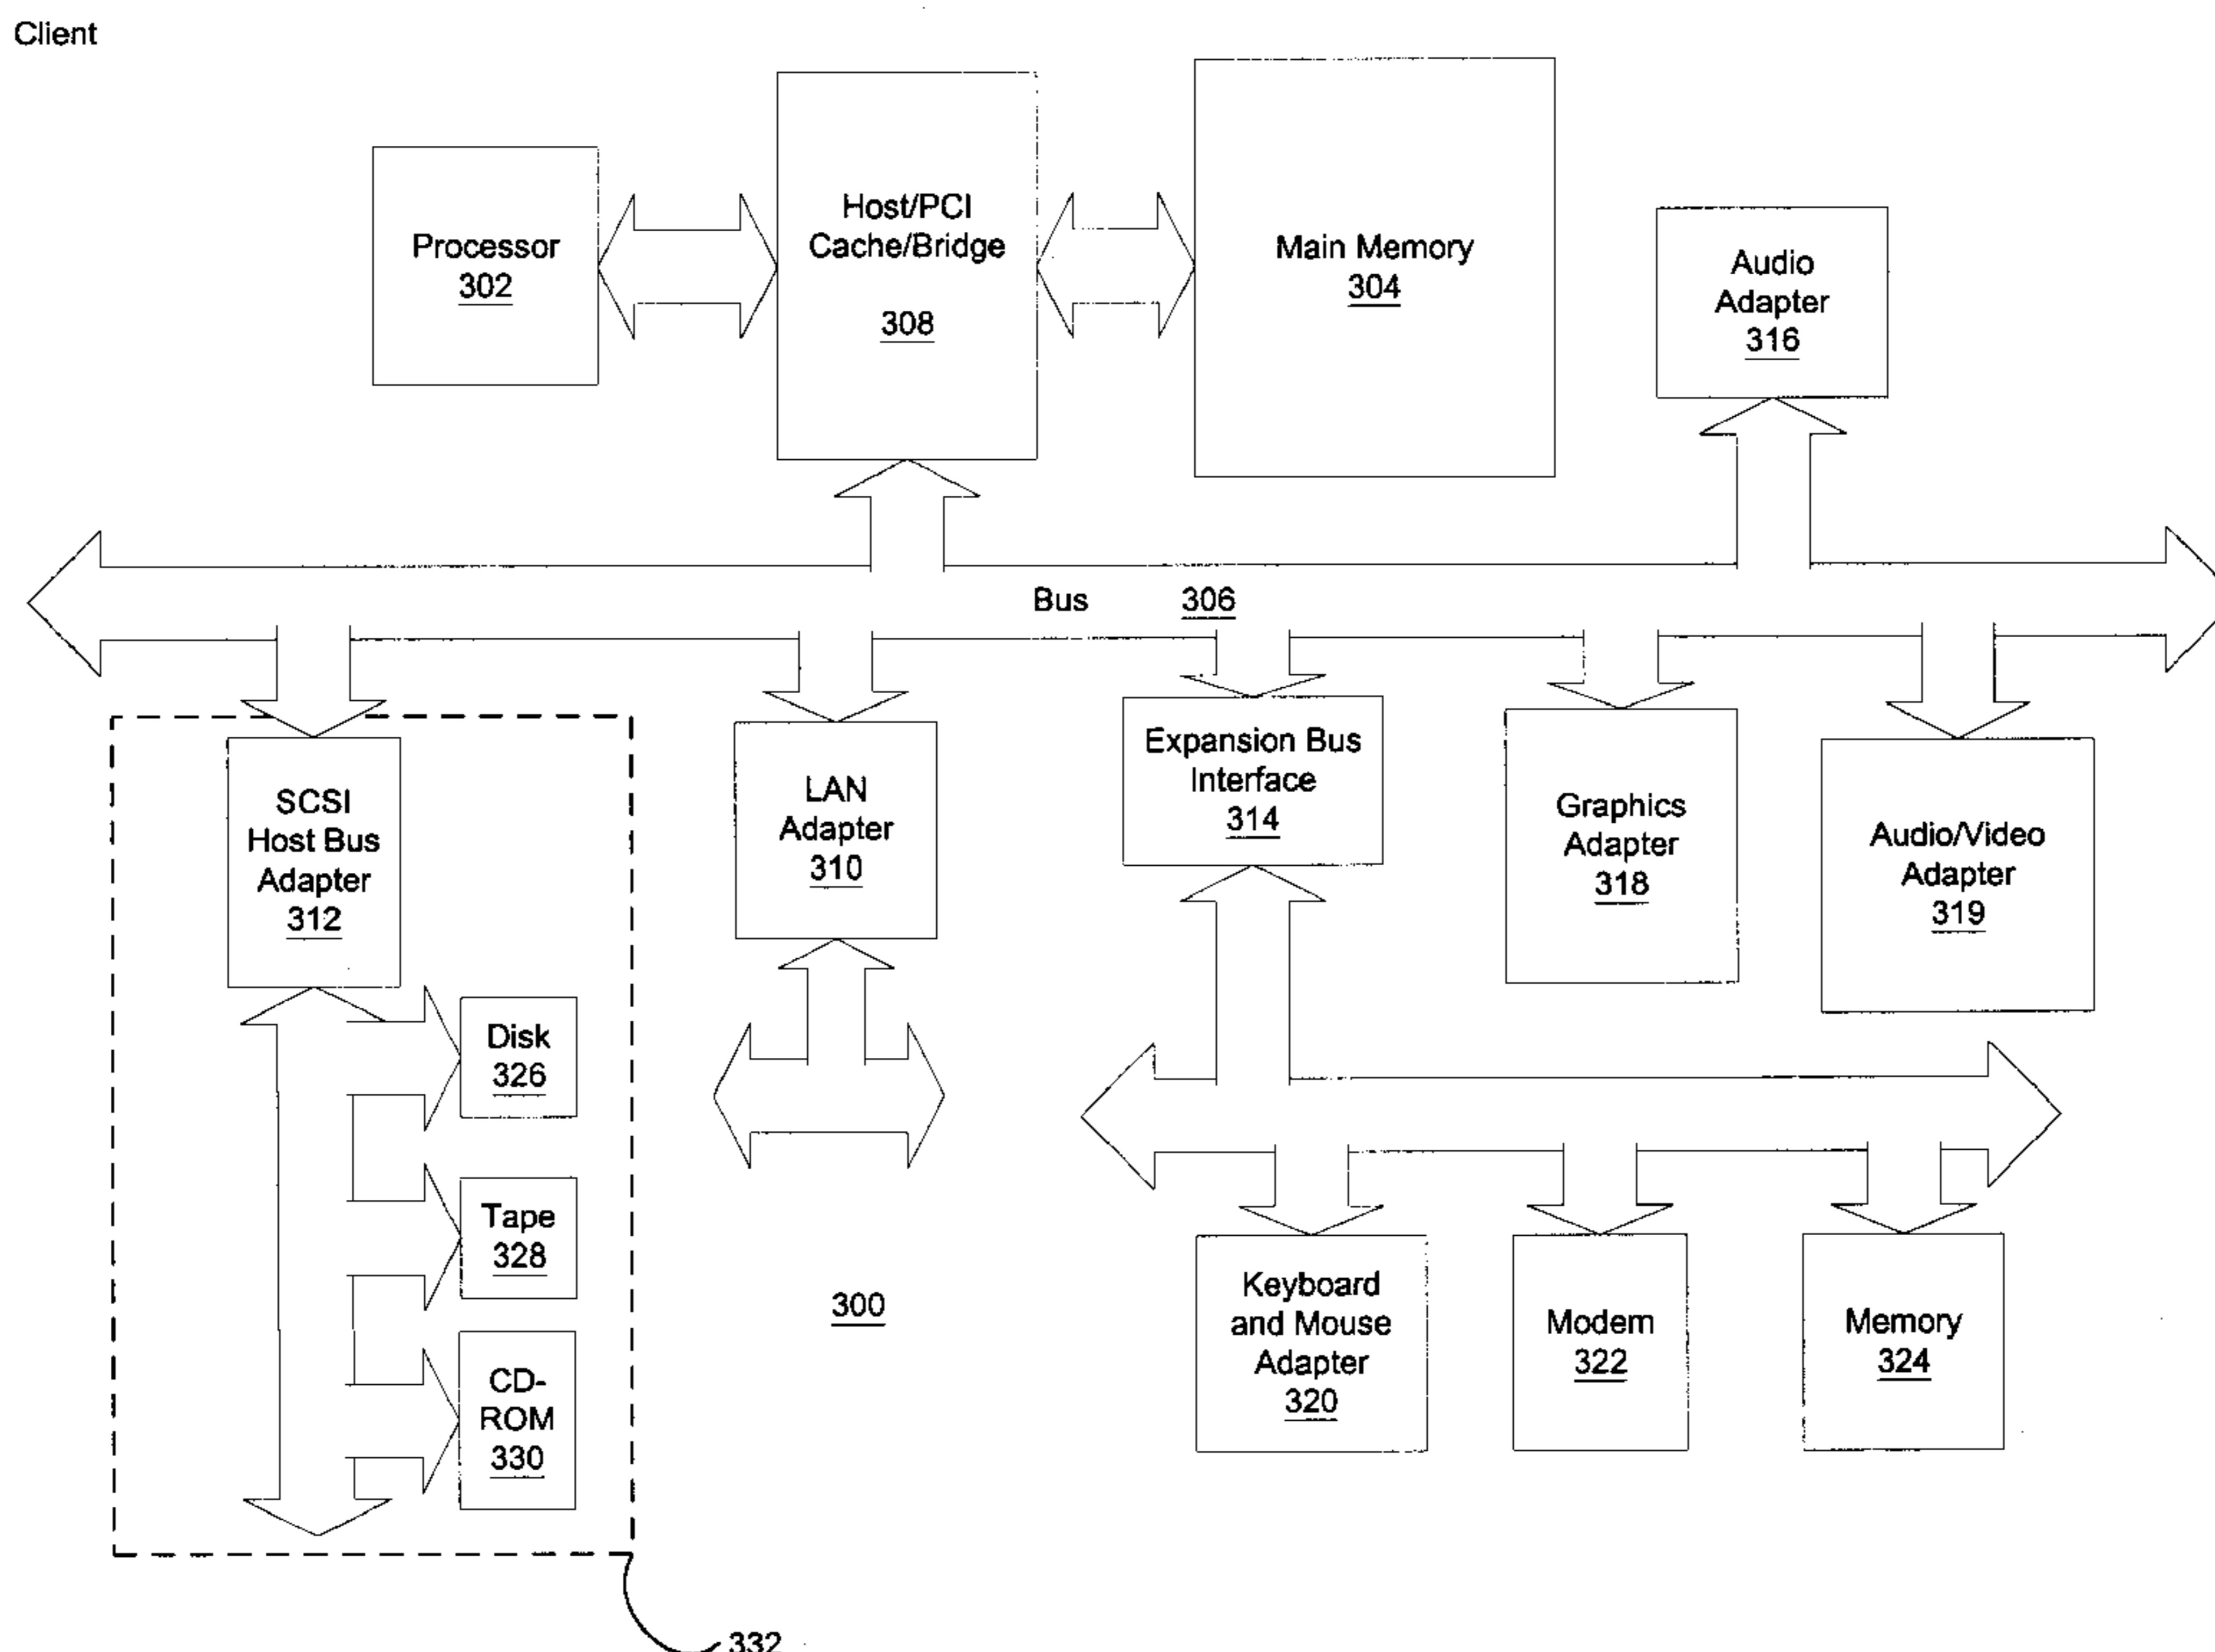 Client
Processor
302
Host/PCI
Cache/Bridge
308
Main Memory
304
Audio
Adapter
316
Bus 306
SCSI
Host Bus
Adapter
312
LAN
Adapter
310
Expansion Bus
Interface
314
Graphics
Adapter
318
Audio/Video
Adapter
319
Disk
326
Tape
328
CD-
ROM
330
300
Keyboard
and Mouse
Adapter
320
Modem
322
Memory
324
332